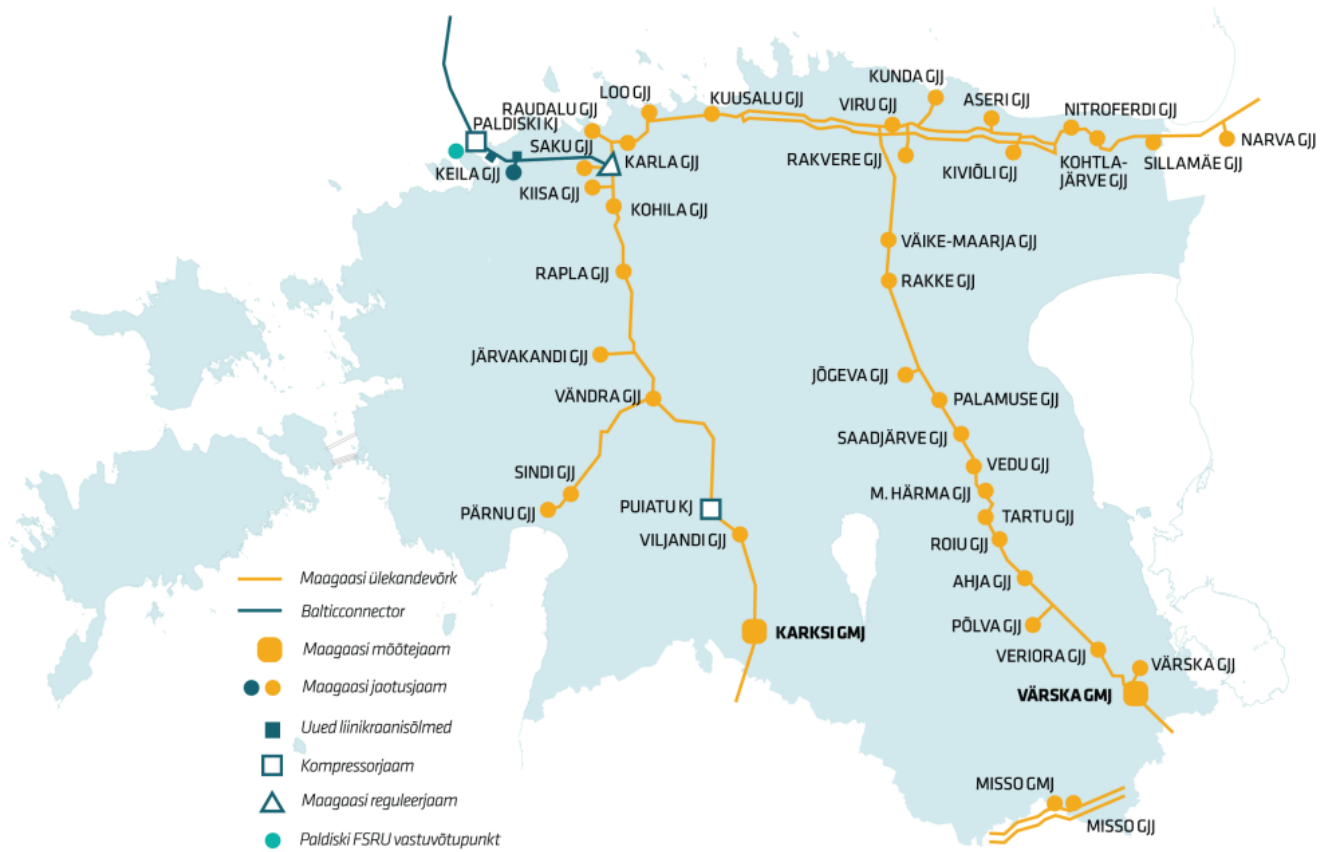 KUNDA GJJ
LOO GJJ
KUUSALU GJJ
VIRU GJJ
ASERI GJJ
NITROFERDI GJJ
RAUDALU GJJ
PALDISKI KJ
SAKU GJJ
KARLA GJJ
RAKVERE GJJ
KIVIÕLI GJJ
KOHTLA-
JÄRVE GJJ
SILLAMÄE GJJ
NARVA GJJ
KEILA GJJ
KIISA GJJ
KOHILA GJJ
VÄIKE-MAARJA GJJ
RAPLA GJJ
RAKKE GJJ
JÄRVAKANDI GJJ
JÕGEVA GJJ
VÄNDRA GJJ
PALAMUSE GJJ
SAADJÄRVE GJJ
SINDI GJJ
VEDU GJJ
M. HÄRMA GJJ
PÄRNU GJJ
PUIATU KJ
TARTU GJJ
VILJANDI GJJ
ROIU GJJ
AHJA GJJ
KARKSI GMJ
PÕLVA GJJ
VERIORA GJJ
VÄRSKA GJJ
VÄRSKA GMJ
MISSO GMJ
MISSO GJJ
Maagaasi ülekandevõrk
Balticconnector
Maagaasi mõõtejaam
Maagaasi jaotusjaam
Uued liinikraanisõlmed
Kompressorjaam
Maagaasi reguleerjaam
Paldiski FSRU vastuvõtupunkt